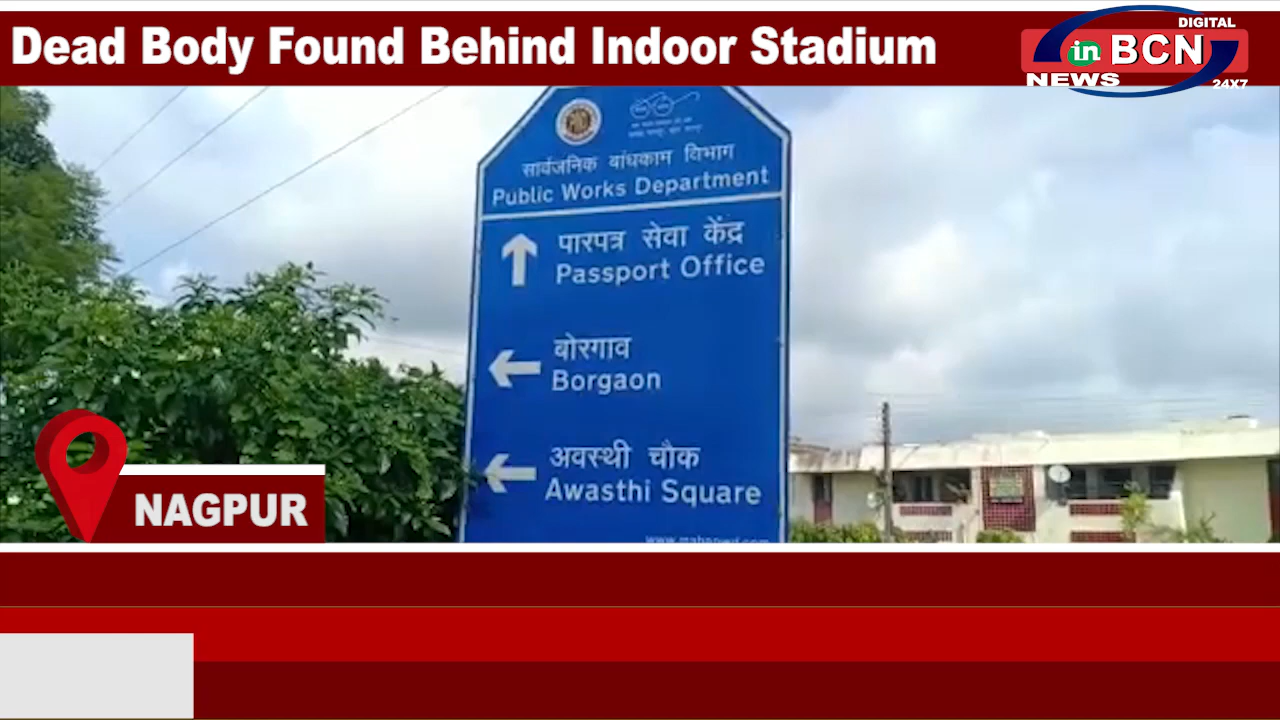 Dead Body Found Behind Indoor Stadium
DIGITAL
in BCN
NEWS
24X7
सार्वजनिक बांधकाम विभाग
Public Works Department
पारपत्र सेवा केंद्र
Passport Office
बोरगाव
Borgaon
अवस्थी चौक
Awasthi Square
NAGPUR